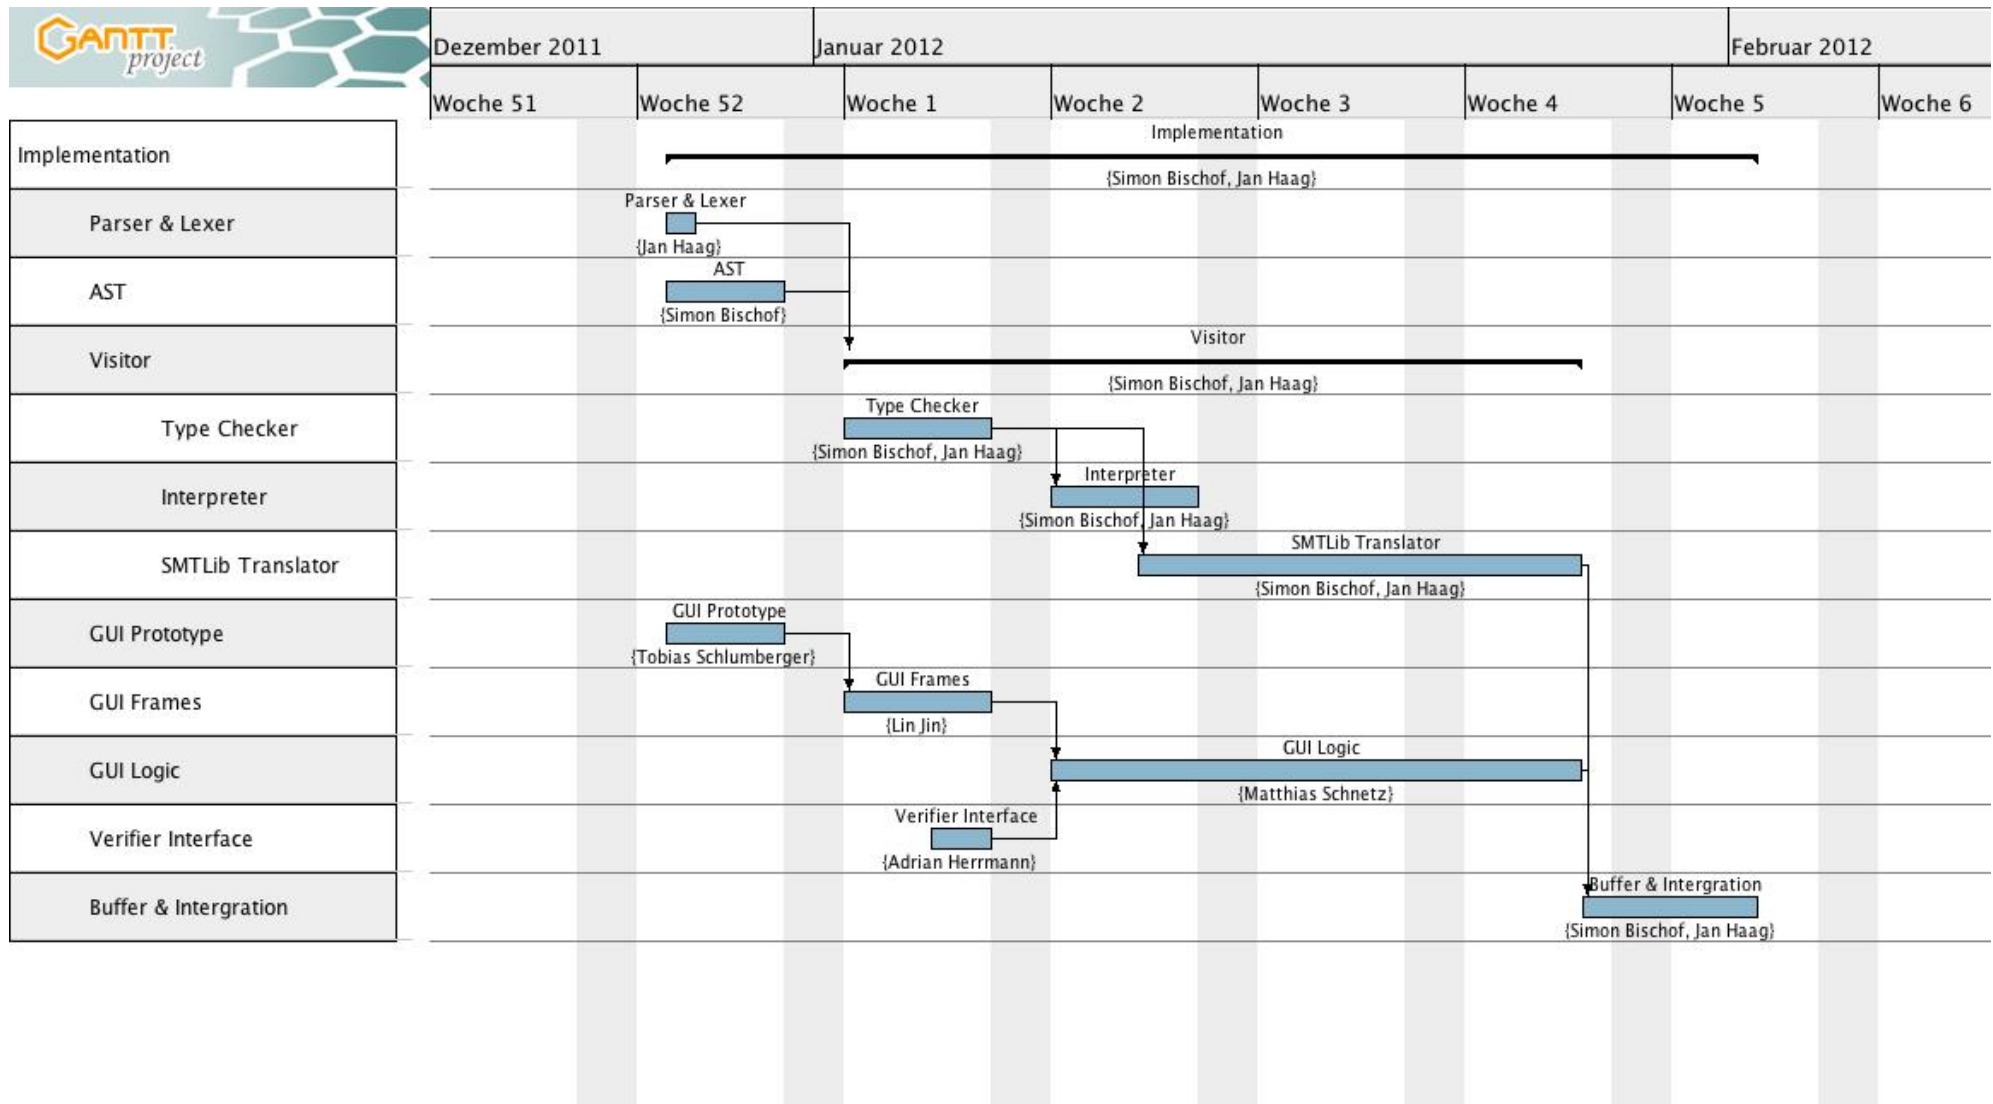 GANTT
project
Dezember 2011
Januar 2012
Februar 2012
Woche 51
Woche 52
Woche 1
Woche 2
Woche 3
Woche 4
Woche 5
Woche 6
Implementation
Implementation
{Simon Bischof, Jan Haag}
Parser & Lexer
Parser & Lexer
{Jan Haag}
AST
AST
{Simon Bischof}
Visitor
Visitor
{Simon Bischof, Jan Haag}
Type Checker
Type Checker
{Simon Bischof, Jan Haag}
Interpreter
Interpreter
{Simon Bischof, Jan Haag}
SMTLib Translator
SMTLib Translator
{Simon Bischof, Jan Haag}
GUI Prototype
GUI Prototype
{Tobias Schlumberger}
GUI Frames
GUI Frames
{Lin Jin}
GUI Logic
GUI Logic
{Matthias Schnetz}
Verifier Interface
Verifier Interface
{Adrian Herrmann}
Buffer & Intergration
Buffer & Intergration
{Simon Bischof, Jan Haag}